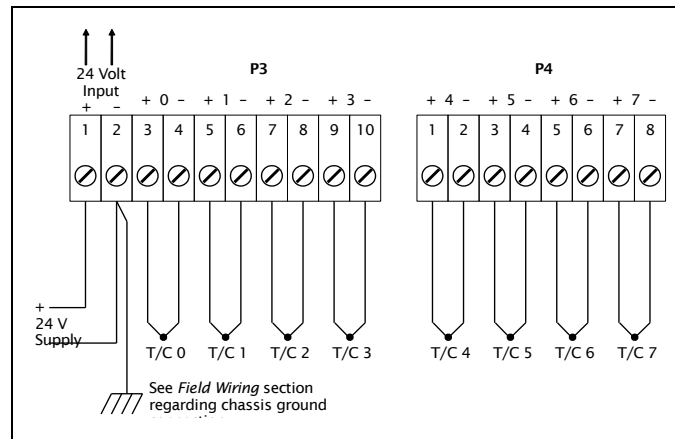 24 Volt
Input
+ –
P3
P4
+ 0 – + 1 – + 2 – + 3 –
+ 4 – + 5 – + 6 – + 7 –
1 2 3 4 5 6 7 8 9 10
1 2 3 4 5 6 7 8
+
24 V
Supply
T/C 0 T/C 1 T/C 2 T/C 3
T/C 4 T/C 5 T/C 6 T/C 7
See Field Wiring section
regarding chassis ground